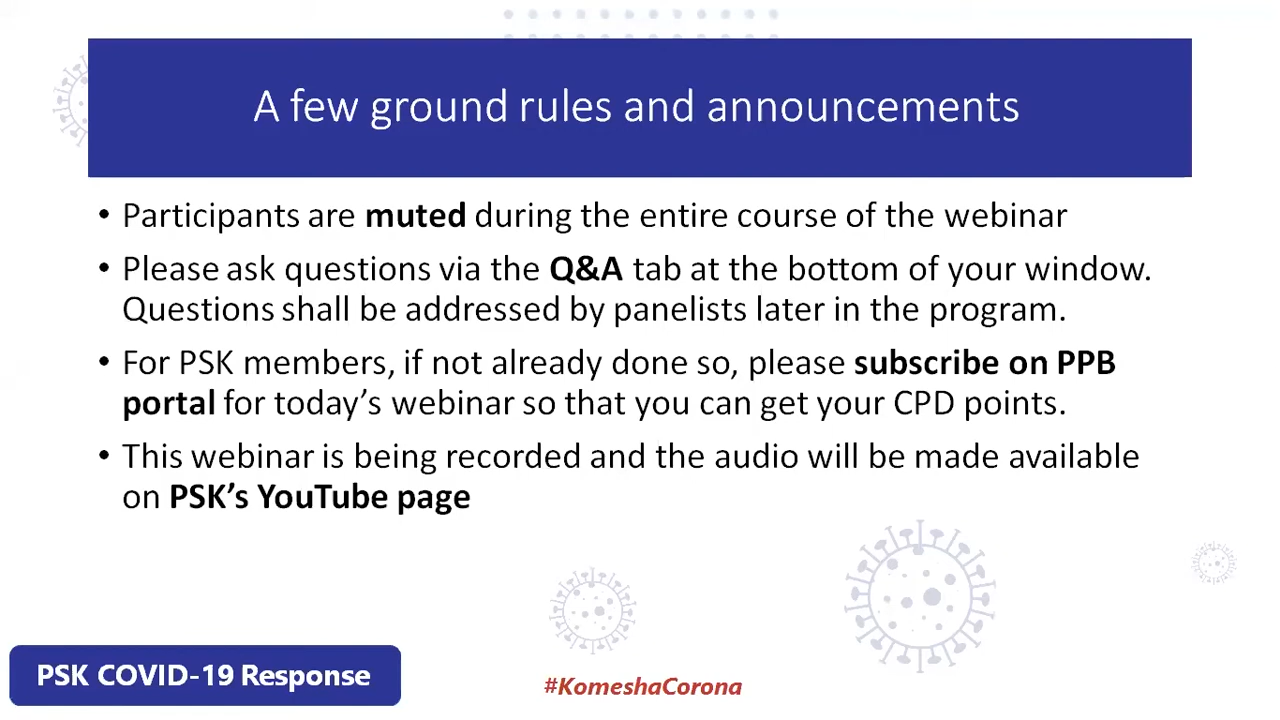 A few ground rules and announcements
• Participants are muted during the entire course of the webinar
• Please ask questions via the Q&A tab at the bottom of your window.
Questions shall be addressed by panelists later in the program.
• For PSK members, if not already done so, please subscribe on PPB
portal for today’s webinar so that you can get your CPD points.
• This webinar is being recorded and the audio will be made available
on PSK’s YouTube page
PSK COVID-19 Response
#KomeshaCorona